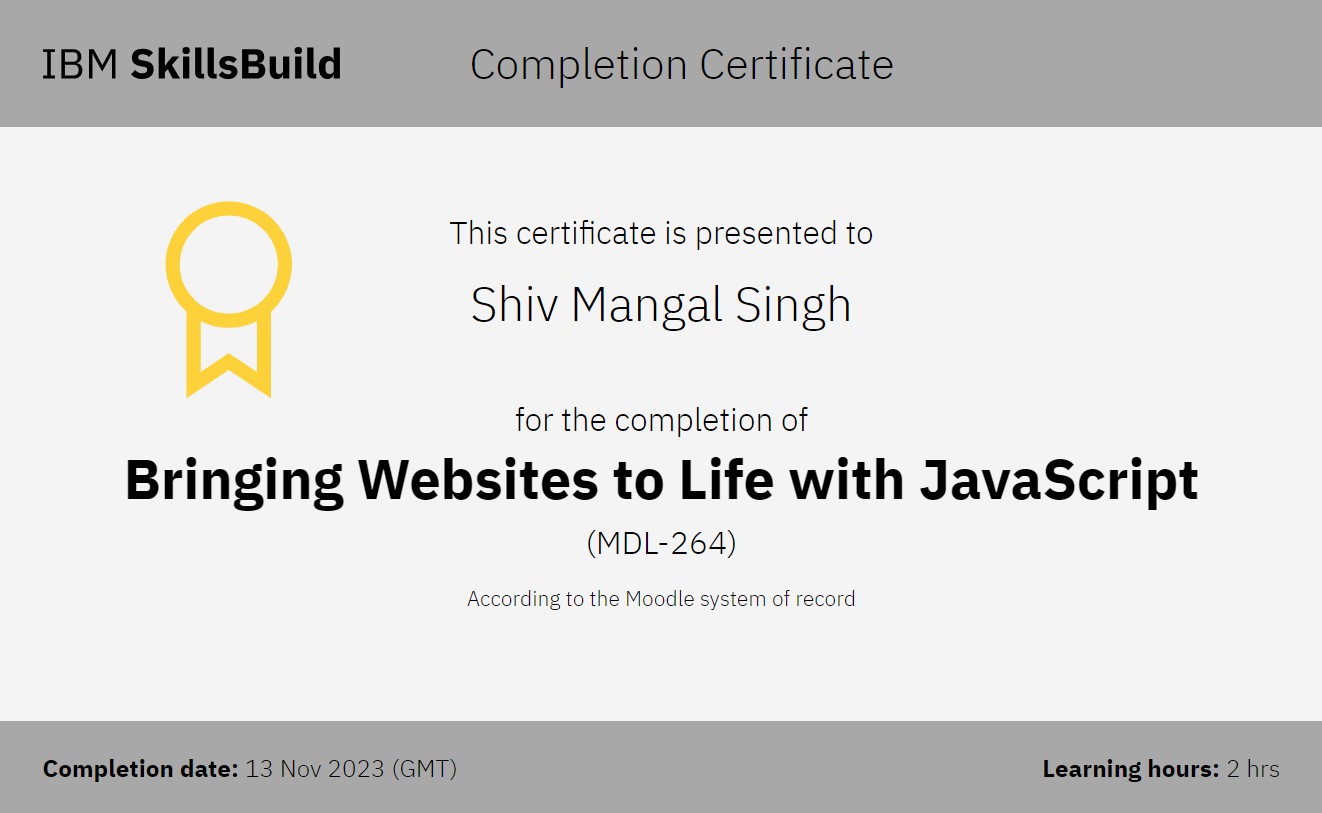 IBM SkillsBuild
Completion Certificate
This certificate is presented to
Shiv Mangal Singh
for the completion of
Bringing Websites to Life with JavaScript
(MDL-264)
According to the Moodle system of record
Completion date: 13 Nov 2023 (GMT)
Learning hours: 2 hrs